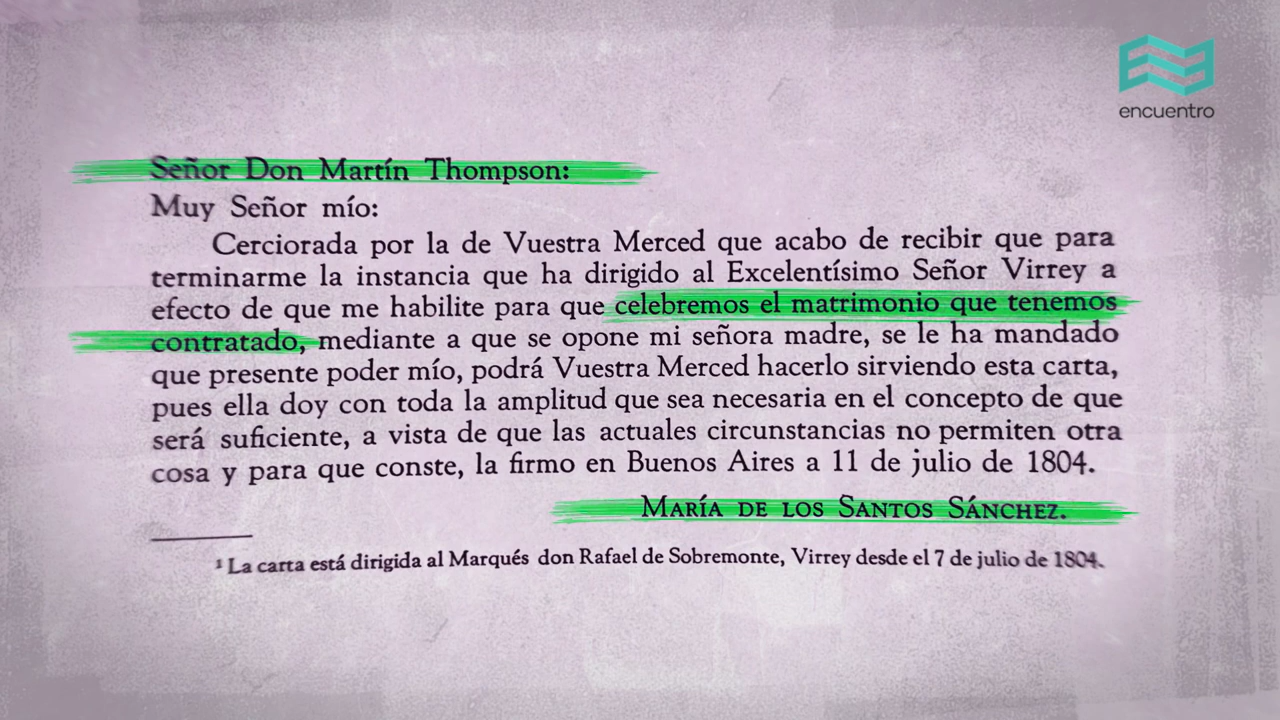 encuentro
Señor Don Martín Thompson:
Muy Señor mío:
Cerciorada por la de Vuestra Merced que acabo de recibir que para
terminarme la instancia que ha dirigido al Excelentísimo Señor Virrey a
efecto de que me habilite para que celebremos el matrimonio que tenemos
contratado, mediante a que se opone mi señora madre, se le ha mandado
que presente poder mío, podrá Vuestra Merced hacerlo sirviendo esta carta,
pues ella doy con toda la amplitud que sea necesaria en el concepto de que
será suficiente, a vista de que las actuales circunstancias no permiten otra
cosa y para que conste, la firmo en Buenos Aires a 11 de julio de 1804.
MARÍA DE LOS SANTOS SÁNCHEZ.
¹ La carta está dirigida al Marqués don Rafael de Sobremonte, Virrey desde el 7 de julio de 1804.